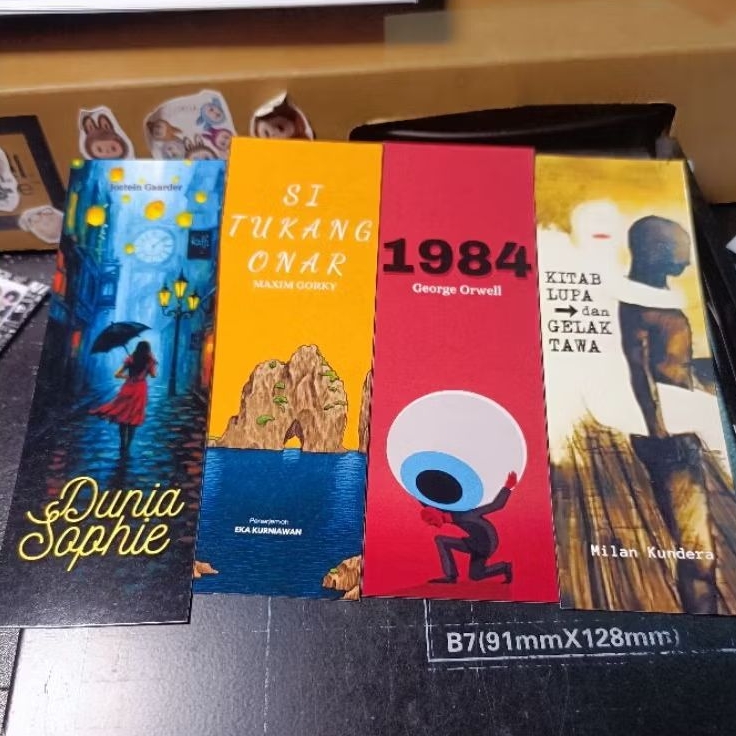 Jostein Gaarder
Dunia
Sophie
SI
TUKANG
ONAR
MAXIM GORKY
Penerjemah
EKA KURNIAWAN
1984
George Orwell
KITAB
LUPA
→dan
GELAK
TAWA
Milan Kundera
B7(91mmX128mm)